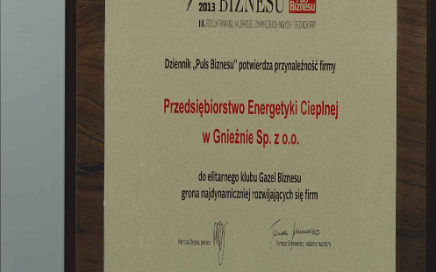 2013 BIZNESU Puls Biznesu
Dziennik „Puls Biznesu” potwierdza przynależność firmy
Przedsiębiorstwo Energetyki Cieplnej
w Gnieźnie Sp. z o.o.
do elitarnego klubu Gazel Biznesu
grona najdynamiczniej rozwijających się firm